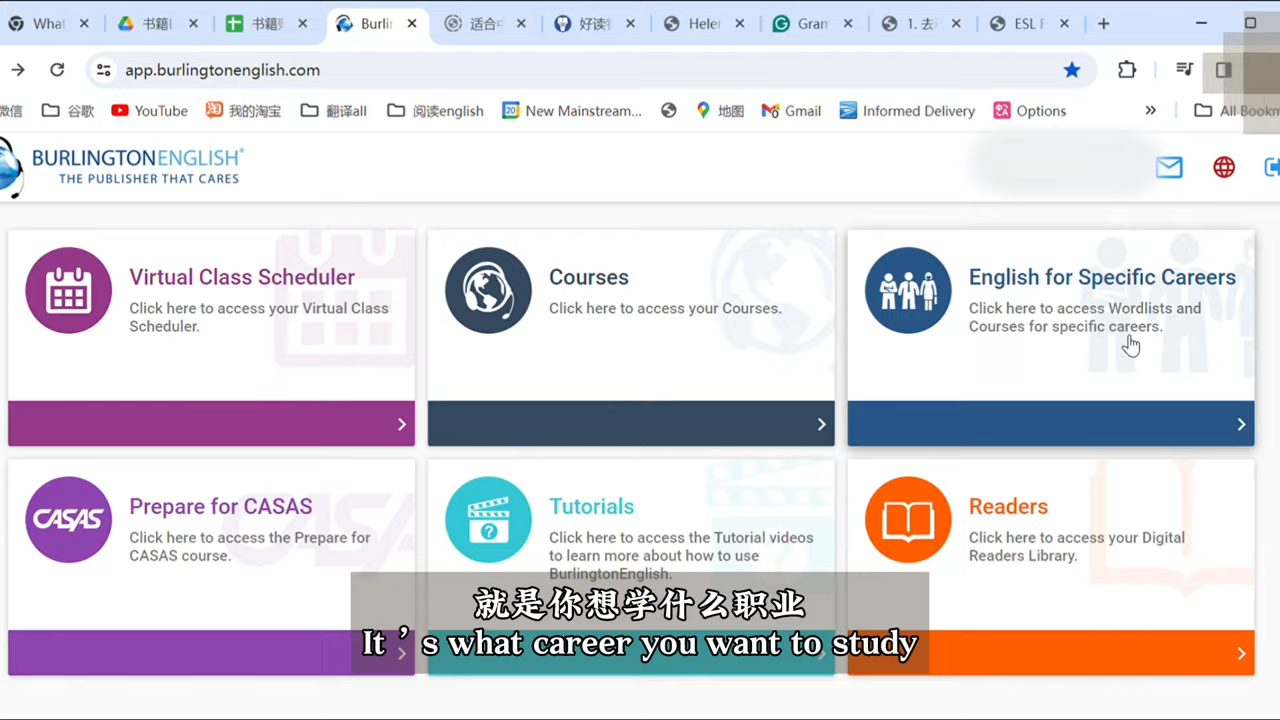 What
书籍
书籍
Burlin
适合
好读
Helen
Gram
1. 去
ESL F
app.burlingtonenglish.com
微信
谷歌
YouTube
我的淘宝
翻译all
阅读english
New Mainstream...
地图
Gmail
Informed Delivery
Options
»
All Bookm
BURLINGTONENGLISH®
THE PUBLISHER THAT CARES
Virtual Class Scheduler
Click here to access your Virtual Class
Scheduler.
Courses
Click here to access your Courses.
English for Specific Careers
Click here to access Wordlists and
Courses for specific careers.
CASAS
Prepare for CASAS
Click here to access the Prepare for
CASAS course.
Tutorials
Click here to access the Tutorial videos
to learn more about how to use
BurlingtonEnglish.
Readers
Click here to access your Digital
Readers Library.
就是你想学什么职业
It's what career you want to study